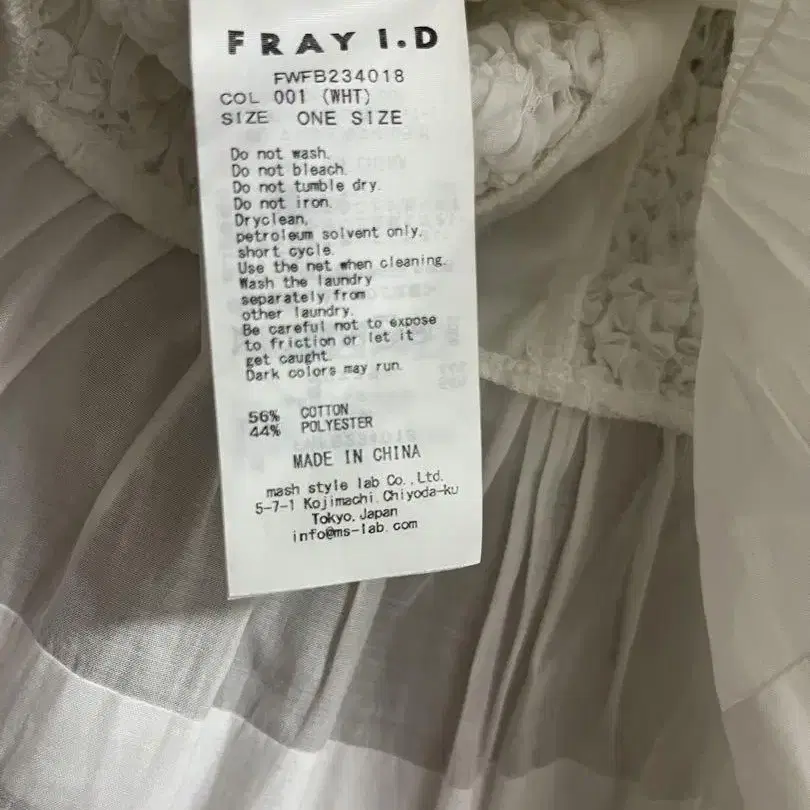 FRAY I.D
FWFB234018
COL 001 (WHT)
SIZE ONE SIZE
Do not wash.
Do not bleach.
Do not tumble dry.
Do not iron.
Dryclean,
petroleum solvent only,
short cycle.
Use the net when cleaning.
Wash the laundry
separately from
other laundry.
Be careful not to expose
to friction or let it
get caught.
Dark colors may run.
56% COTTON
44% POLYESTER
MADE IN CHINA
mash style lab Co.,Ltd.
5-7-1 Kojimachi, Chiyoda-ku
Tokyo, Japan
info@ms-lab.com